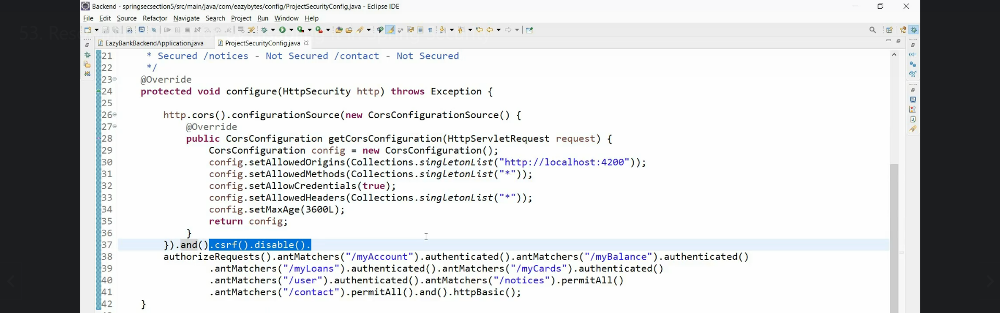 53. Res
Backend - springsecsection5/src/main/java/com/eazybytes/config/ProjectSecurityConfig.java - Eclipse IDE
File Edit Source Refactor Navigate Search Project Run Window Help
EazyBankBackendApplication.java ProjectSecurityConfig.java
21 * Secured /notices - Not Secured /contact - Not Secured
22 */
23 @Override
24 protected void configure(HttpSecurity http) throws Exception {
25
26 http.cors().configurationSource(new CorsConfigurationSource() {
27 @Override
28 public CorsConfiguration getCorsConfiguration(HttpServletRequest request) {
29 CorsConfiguration config = new CorsConfiguration();
30 config.setAllowedOrigins(Collections.singletonList("http://localhost:4200"));
31 config.setAllowedMethods(Collections.singletonList("*"));
32 config.setAllowCredentials(true);
33 config.setAllowedHeaders(Collections.singletonList("*"));
34 config.setMaxAge(3600L);
35 return config;
36 }
37 }).and().csrf().disable().
38 authorizeRequests().antMatchers("/myAccount").authenticated().antMatchers("/myBalance").authenticated()
39 .antMatchers("/myLoans").authenticated().antMatchers("/myCards").authenticated()
40 .antMatchers("/user").authenticated().antMatchers("/notices").permitAll()
41 .antMatchers("/contact").permitAll().and().httpBasic();
42 }